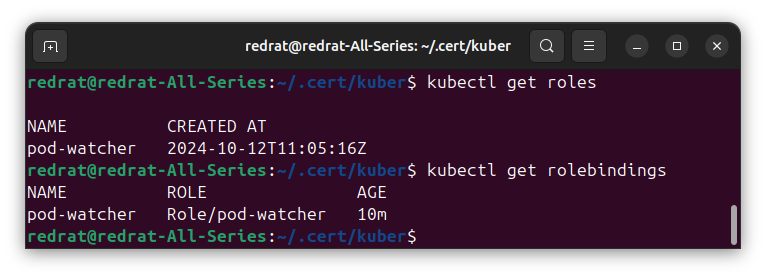 redrat@redrat-All-Series: ~/.cert/kuber
redrat@redrat-All-Series:~/.cert/kuber$ kubectl get roles
NAME CREATED AT
pod-watcher 2024-10-12T11:05:16Z
redrat@redrat-All-Series:~/.cert/kuber$ kubectl get rolebindings
NAME ROLE AGE
pod-watcher Role/pod-watcher 10m
redrat@redrat-All-Series:~/.cert/kuber$